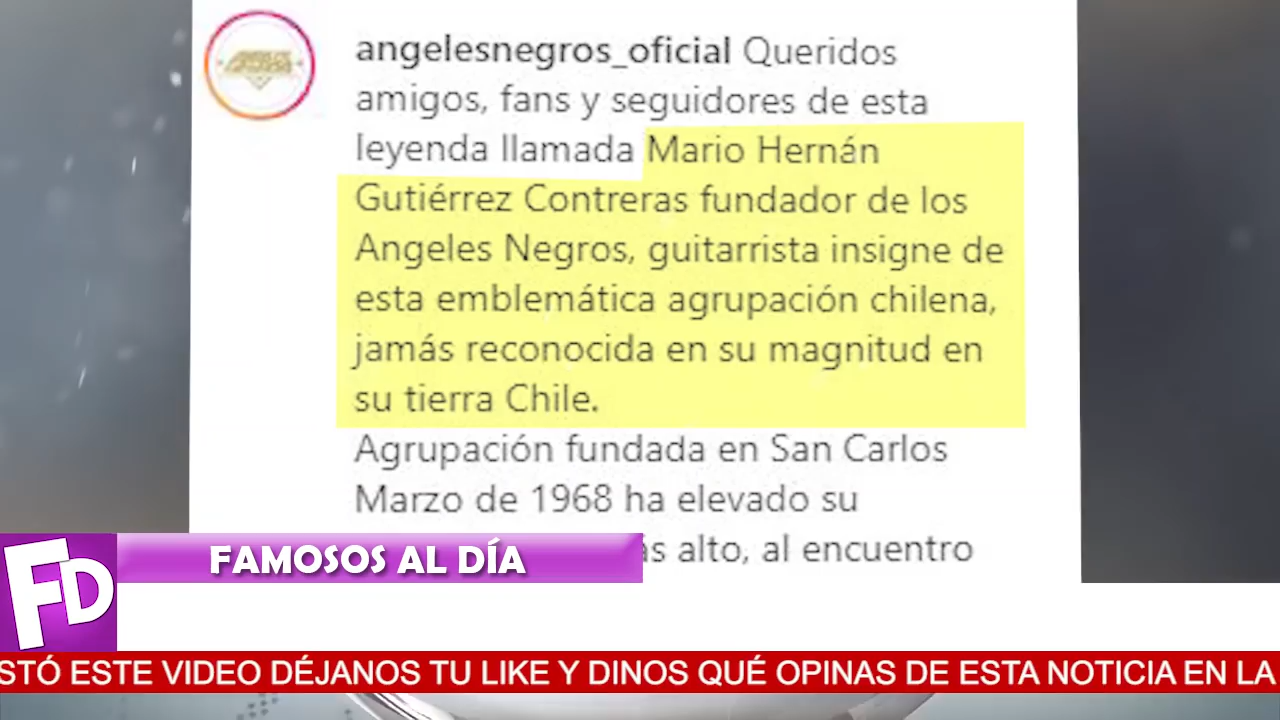 angelesnegros_oficial Queridos
amigos, fans y seguidores de esta
leyenda llamada Mario Hernán
Gutiérrez Contreras fundador de los
Angeles Negros, guitarrista insigne de
esta emblemática agrupación chilena,
jamás reconocida en su magnitud en
su tierra Chile.
Agrupación fundada en San Carlos
Marzo de 1968 ha elevado su
alto, al encuentro
FAMOSOS AL DÍA
FD
STÓ ESTE VIDEO DÉJANOS TU LIKE Y DINOS QUÉ OPINAS DE ESTA NOTICIA EN LA